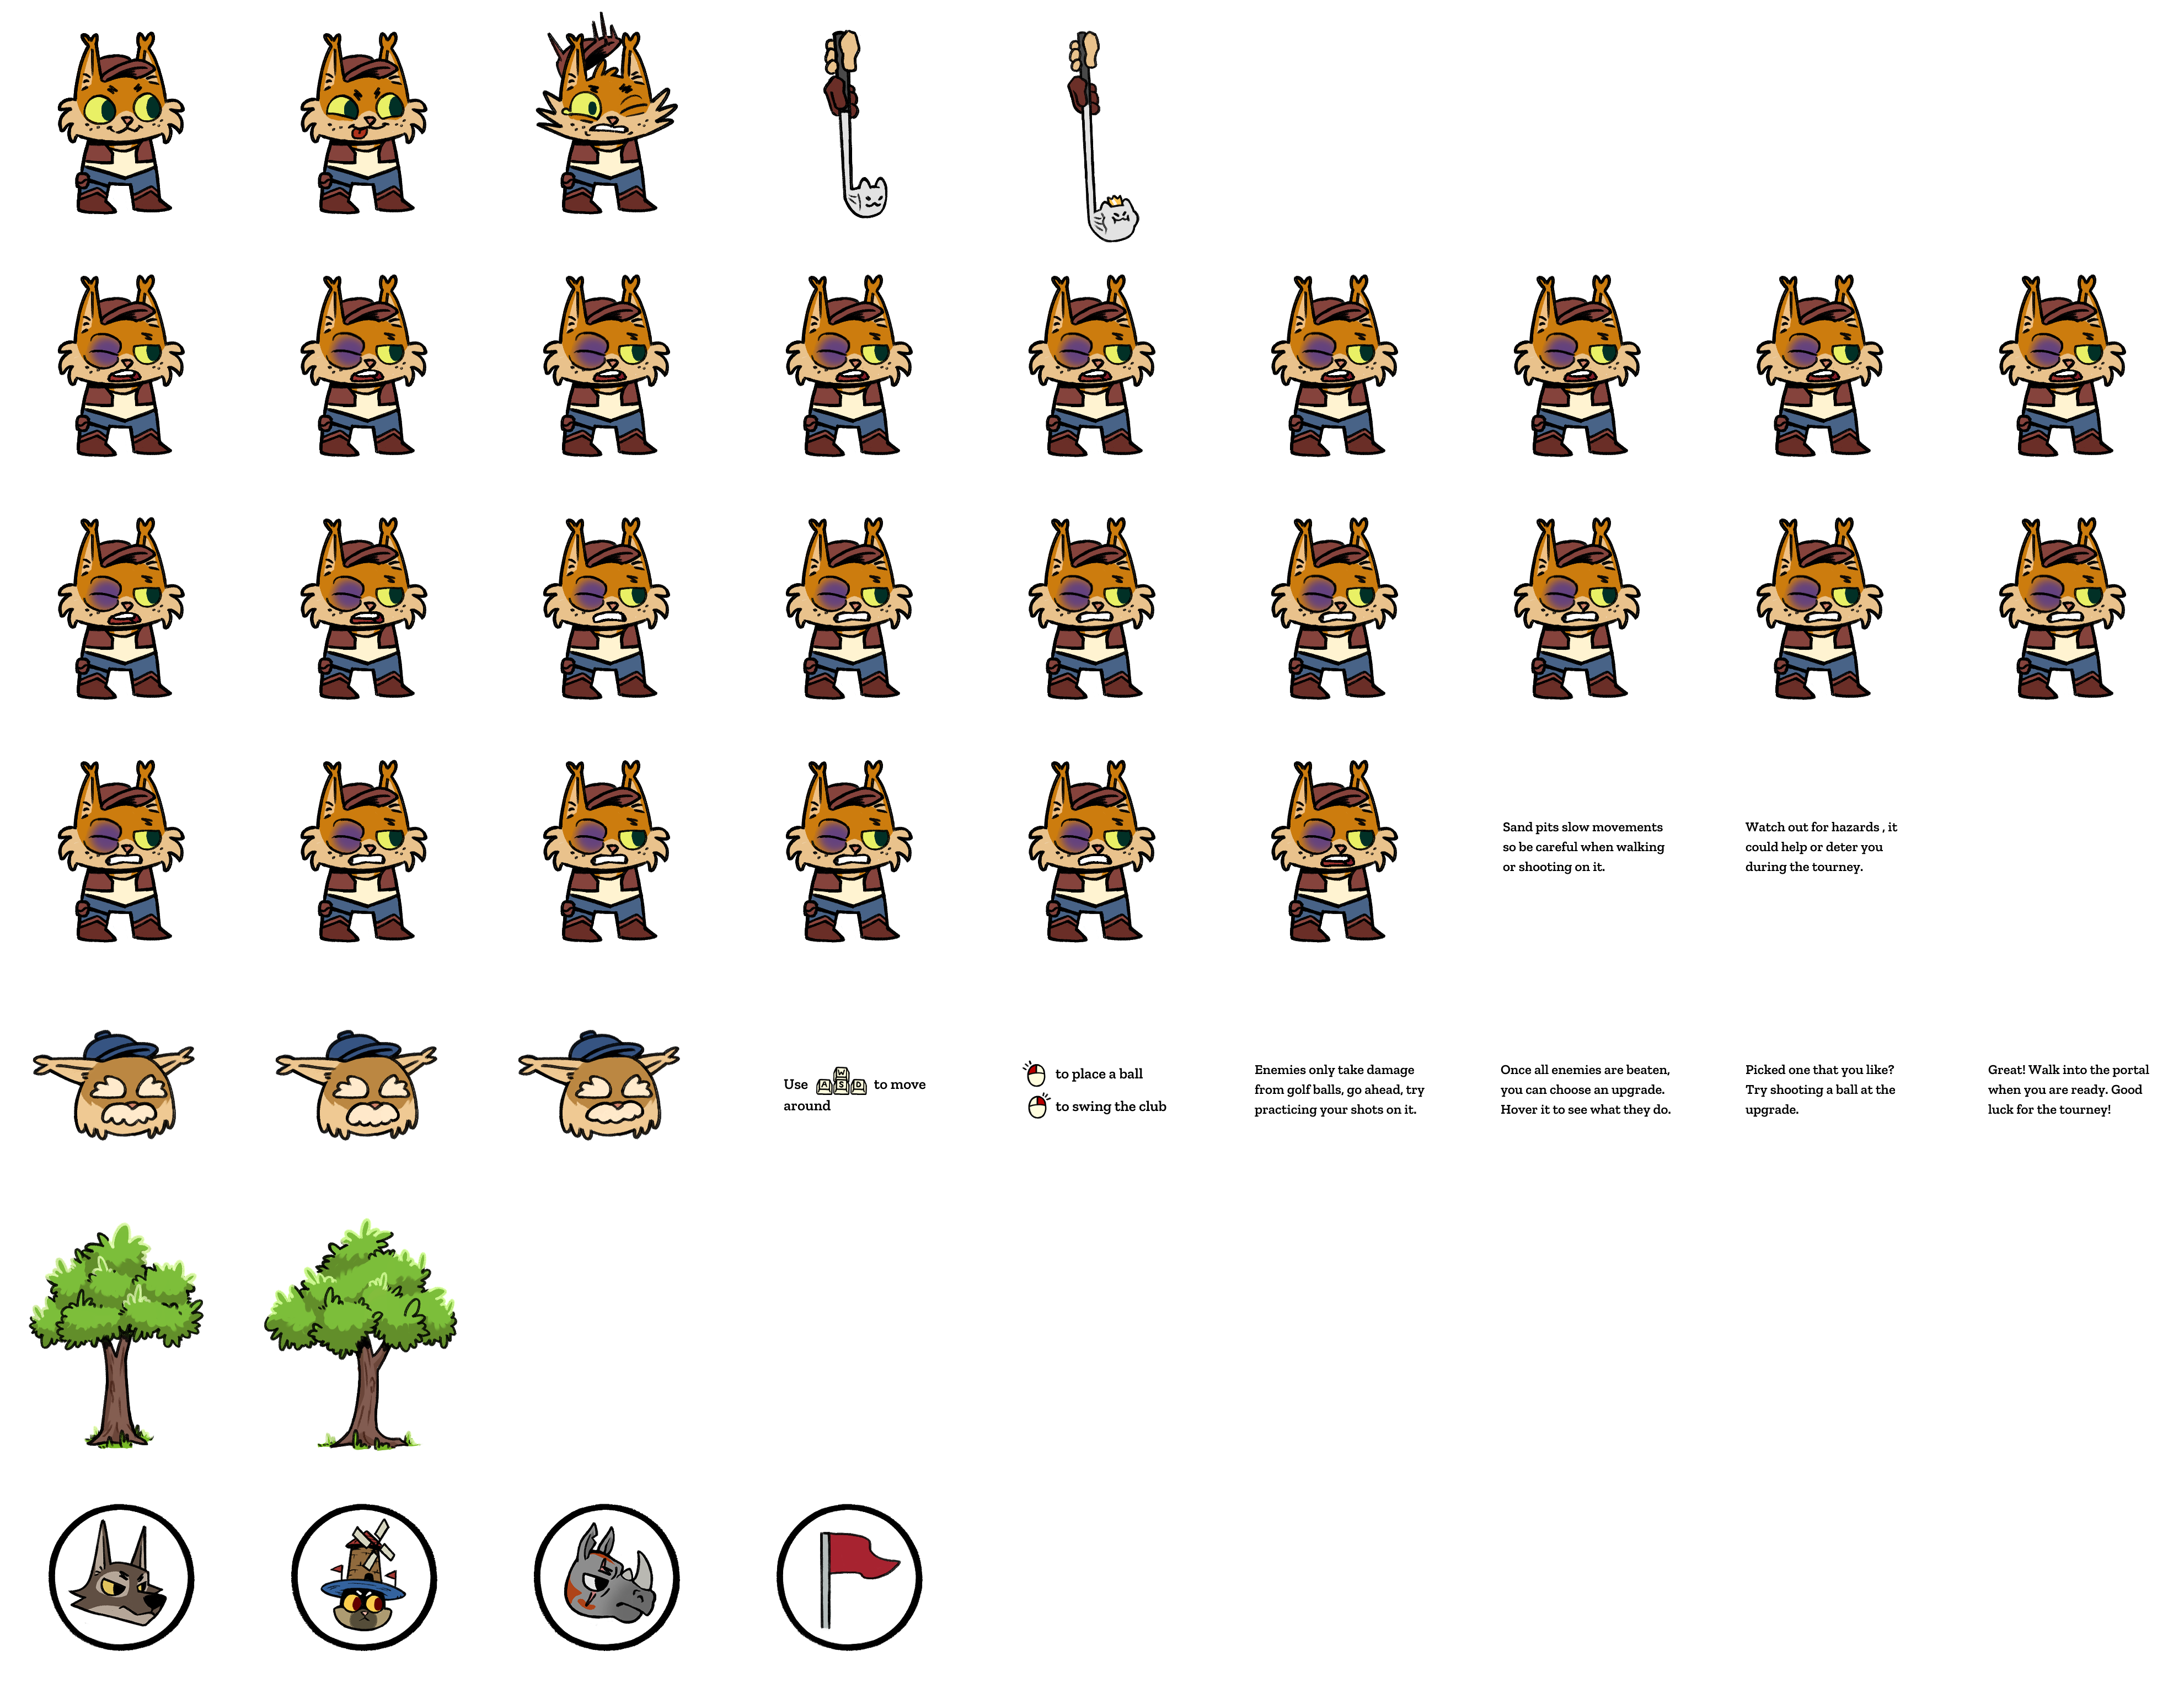 Sand pits slow movements
so be careful when walking
or shooting on it.
Watch out for hazards , it
could help or deter you
during the tourney.
Use W A S D to move
around
to place a ball
to swing the club
Enemies only take damage
from golf balls, go ahead, try
practicing your shots on it.
Once all enemies are beaten,
you can choose an upgrade.
Hover it to see what they do.
Picked one that you like?
Try shooting a ball at the
upgrade.
Great! Walk into the portal
when you are ready. Good
luck for the tourney!